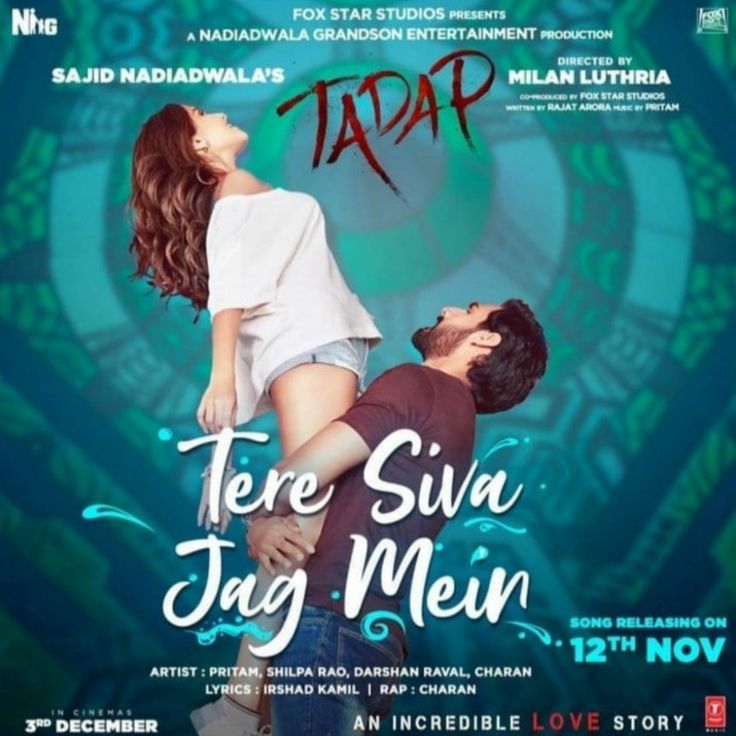 NNG
FOX STAR STUDIOS PRESENTS
A NADIADWALA GRANDSON ENTERTAINMENT PRODUCTION
SAJID NADIADWALA'S
TADAP
DIRECTED BY
MILAN LUTHRIA
CO-PRODUCED BY FOX STAR STUDIOS
WRITTEN BY RAJAT ARORA MUSIC BY PRITAM
FOX
Tere Siva
Jag Mein
SONG RELEASING ON
12TH NOV
ARTIST : PRITAM, SHILPA RAO, DARSHAN RAVAL, CHARAN
LYRICS : IRSHAD KAMIL | RAP : CHARAN
IN CINEMAS
3RD DECEMBER
AN INCREDIBLE LOVE STORY
T
MUSIC